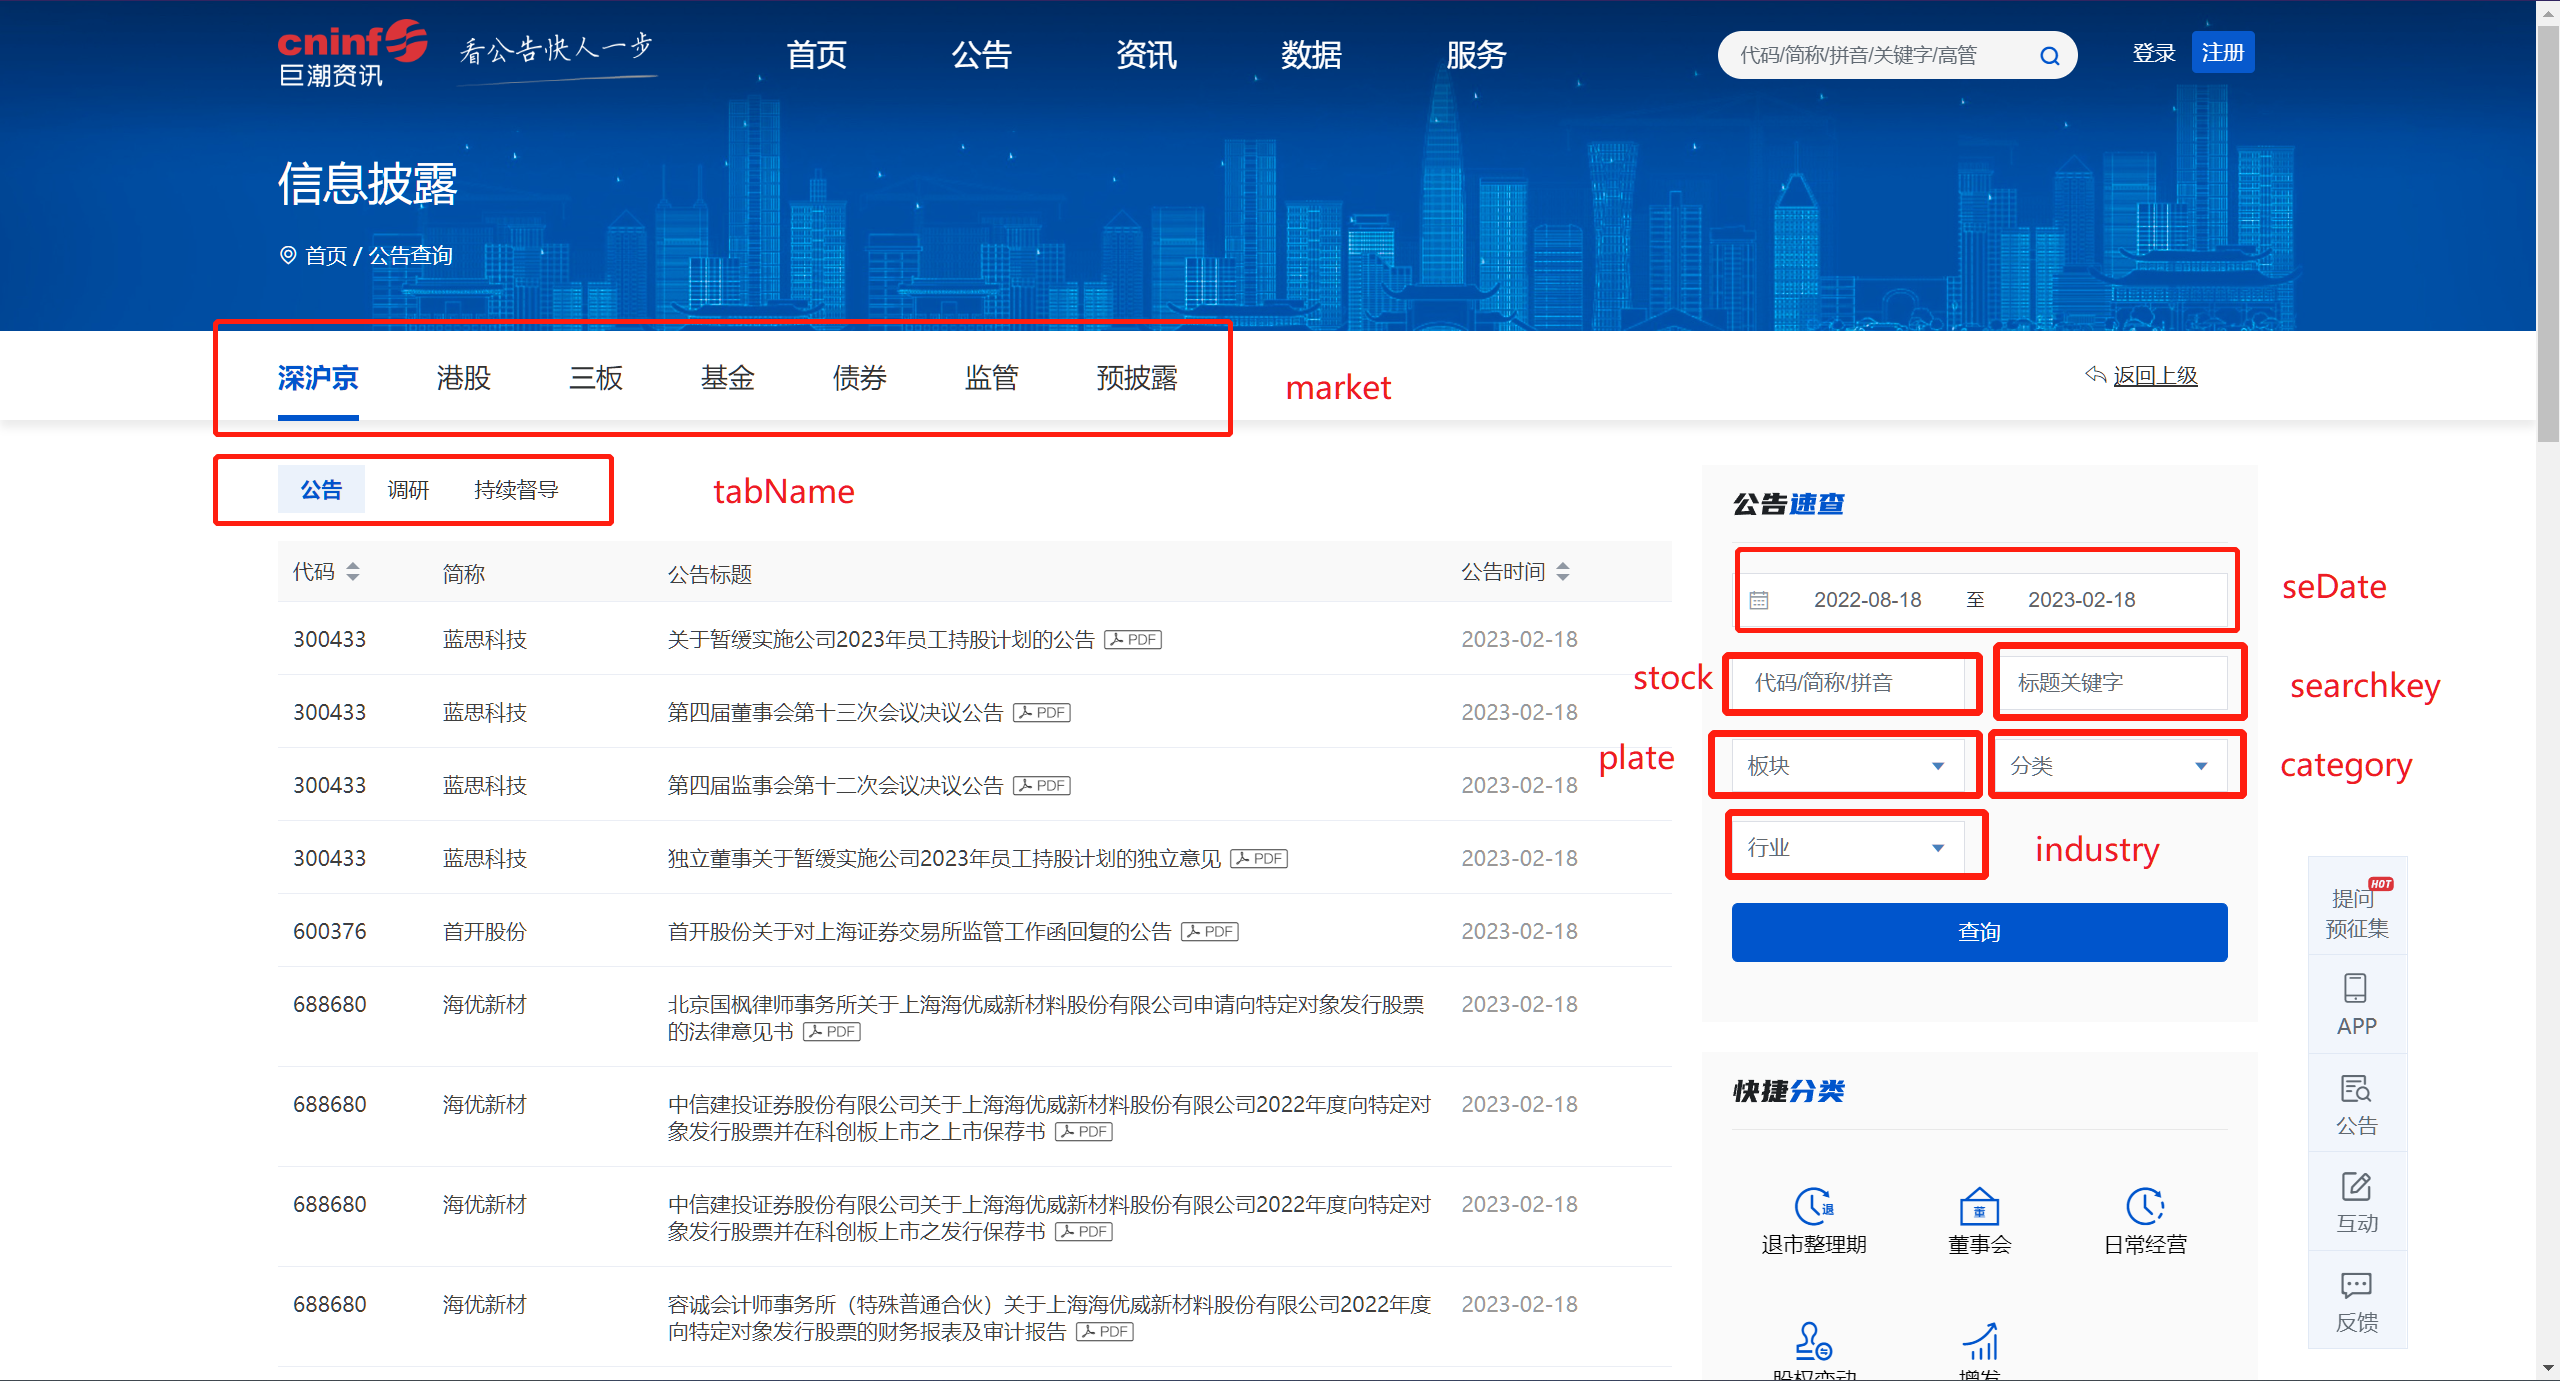 cninf
巨潮资讯
看公告快人一步
首页 公告 资讯 数据 服务
代码/简称/拼音/关键字/高管
登录 注册
信息披露
首页 / 公告查询
深沪京 港股 三板 基金 债券 监管 预披露
market
返回上级
公告 调研 持续督导
tabName
代码 简称 公告标题 公告时间
300433 蓝思科技 关于暂缓实施公司2023年员工持股计划的公告 PDF 2023-02-18
300433 蓝思科技 第四届董事会第十三次会议决议公告 PDF 2023-02-18
300433 蓝思科技 第四届监事会第十二次会议决议公告 PDF 2023-02-18
300433 蓝思科技 独立董事关于暂缓实施公司2023年员工持股计划的独立意见 PDF 2023-02-18
600376 首开股份 首开股份关于对上海证券交易所监管工作函回复的公告 PDF 2023-02-18
688680 海优新材 北京国枫律师事务所关于上海海优威新材料股份有限公司申请向特定对象发行股票 2023-02-18
的法律意见书 PDF
688680 海优新材 中信建投证券股份有限公司关于上海海优威新材料股份有限公司2022年度向特定对 2023-02-18
象发行股票并在科创板上市之上市保荐书 PDF
688680 海优新材 中信建投证券股份有限公司关于上海海优威新材料股份有限公司2022年度向特定对 2023-02-18
象发行股票并在科创板上市之发行保荐书 PDF
688680 海优新材 容诚会计师事务所（特殊普通合伙）关于上海海优威新材料股份有限公司2022年度 2023-02-18
向特定对象发行股票的财务报表及审计报告 PDF
公告速查
2022-08-18 至 2023-02-18
seDate
stock
代码/简称/拼音
标题关键字
searchkey
plate
板块
分类
category
行业
industry
查询
快捷分类
退
退市整理期
董
董事会
日常经营
股权变动
增发
HOT
提问
预征集
APP
公告
互动
反馈